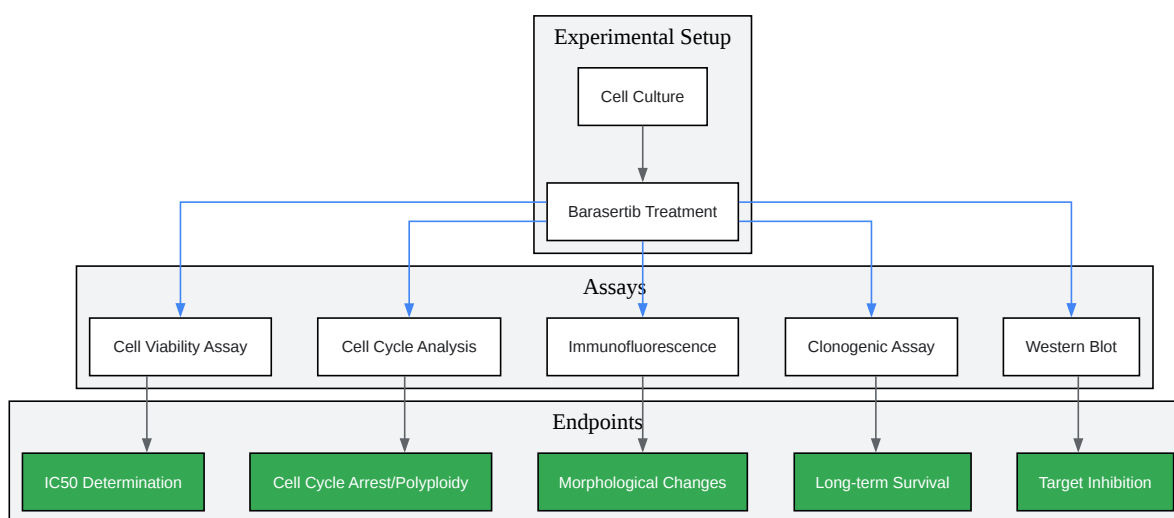 Experimental Setup
Cell Culture
Barasertib Treatment
Assays
Cell Viability Assay
Cell Cycle Analysis
Immunofluorescence
Clonogenic Assay
Western Blot
Endpoints
IC50 Determination
Cell Cycle Arrest/Polyploidy
Morphological Changes
Long-term Survival
Target Inhibition